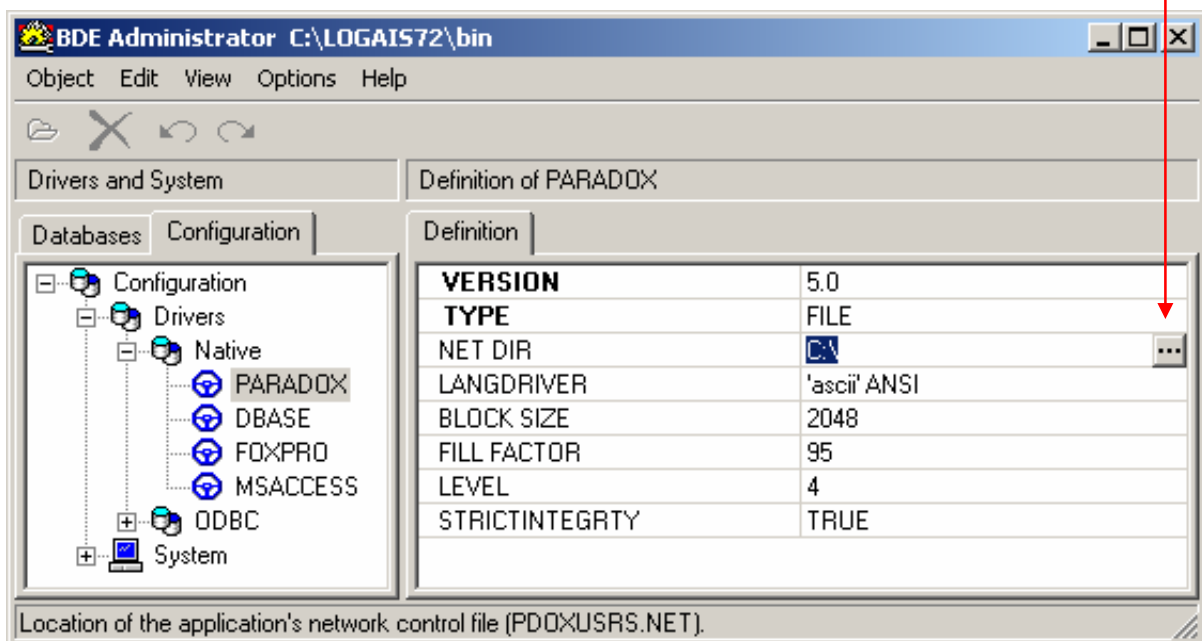 BDE Administrator C:\LOGAIS72\bin
Object Edit View Options Help
Drivers and System
Definition of PARADOX
Databases Configuration
Definition
Configuration
Drivers
Native
PARADOX
DBASE
FOXPRO
MSACCESS
ODBC
System
VERSION 5.0
TYPE FILE
NET DIR C:\ ...
LANGDRIVER 'ascii' ANSI
BLOCK SIZE 2048
FILL FACTOR 95
LEVEL 4
STRICTINTEGRTY TRUE
Location of the application's network control file (PDOXUSRS.NET).